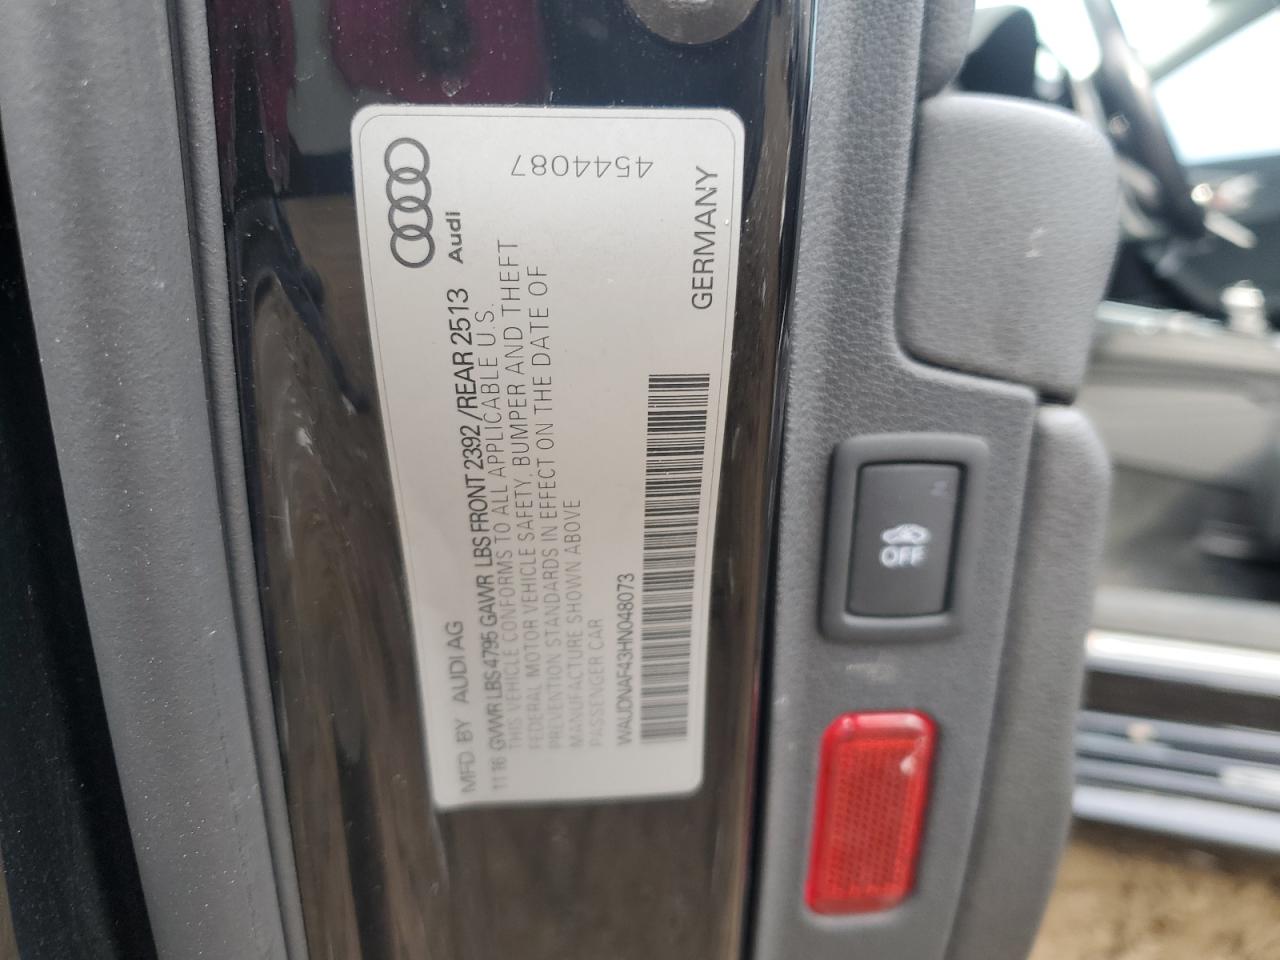 Audi
4544087
MFD BY AUDI AG
11 16 GVWR LBS 4795 GAWR LBS FRONT 2392 / REAR 2513
THIS VEHICLE CONFORMS TO ALL APPLICABLE U.S.
FEDERAL MOTOR VEHICLE SAFETY, BUMPER AND THEFT
PREVENTION STANDARDS IN EFFECT ON THE DATE OF
MANUFACTURE SHOWN ABOVE
PASSENGER CAR
WAUDNAF43HN048073
GERMANY
OFF